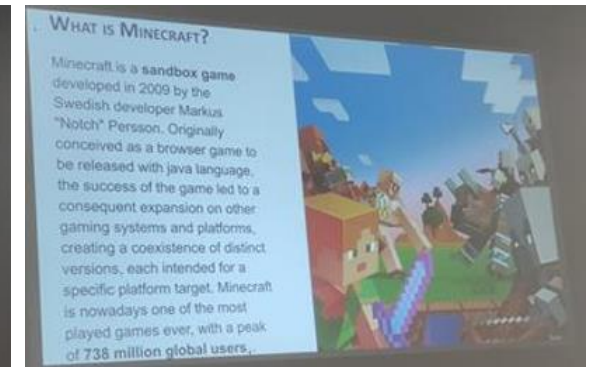 WHAT IS MINECRAFT?
Minecraft is a sandbox game
developed in 2009 by the
Swedish developer Markus
"Notch" Persson. Originally
conceived as a browser game to
be released with java language,
the success of the game led to a
consequent expansion on other
gaming systems and platforms,
creating a coexistence of distinct
versions, each intended for a
specific platform target. Minecraft
is nowadays one of the most
played games ever, with a peak
of 738 million global users,.